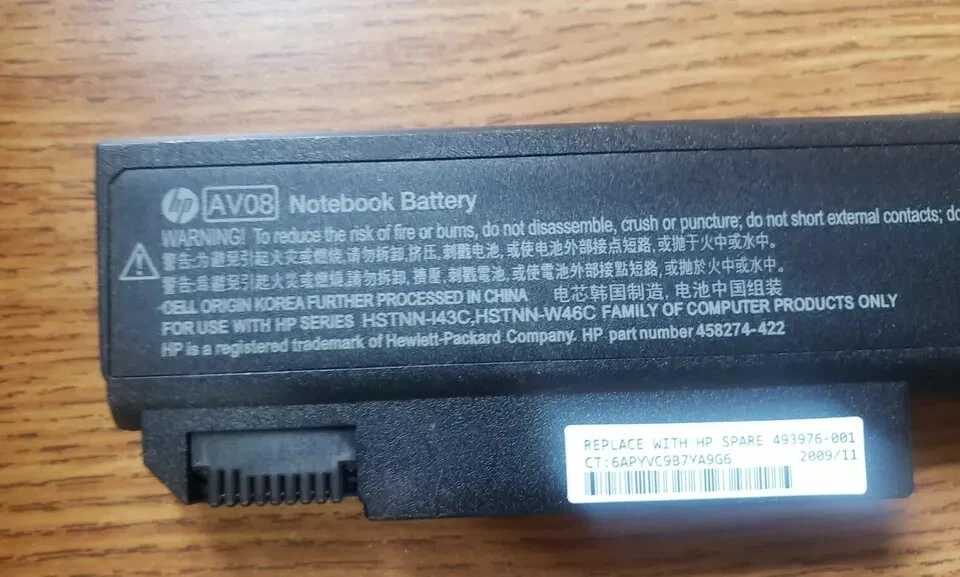 hp AV08 Notebook Battery
WARNING! To reduce the risk of fire or burns, do not disassemble, crush or puncture; do not short external contacts; do
警告:为避免引起火灾或燃烧,请勿拆卸,挤压,刺戳电池,或使电池外部接点短路,或抛于火中或水中。
警告:為避免引起火災或燃燒,請勿拆卸,擠壓,刺戳電池,或使電池外部接點短路,或拋於火中或水中。
CELL ORIGIN KOREA FURTHER PROCESSED IN CHINA 电芯韩国制造, 电池中国组装
FOR USE WITH HP SERIES HSTNN-I43C,HSTNN-W46C FAMILY OF COMPUTER PRODUCTS ONLY
HP is a registered trademark of Hewlett-Packard Company. HP part number 458274-422
REPLACE WITH HP SPARE 493976-001
CT:6APYVC9B7YA9G6 2009/11